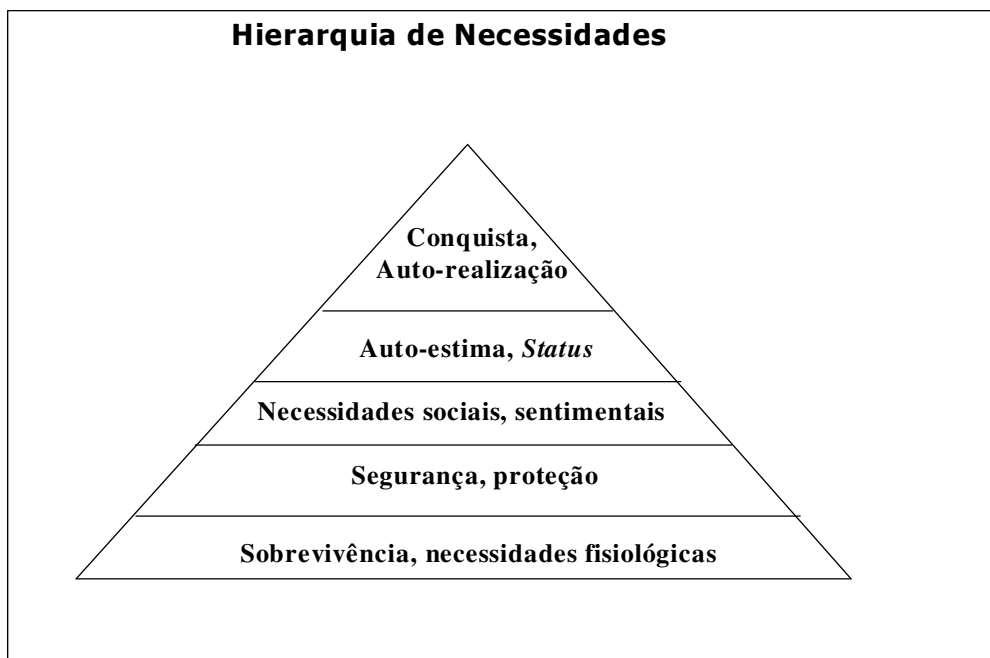 Hierarquia de Necessidades
Conquista,
Auto-realização
Auto-estima, Status
Necessidades sociais, sentimentais
Segurança, proteção
Sobrevivência, necessidades fisiológicas